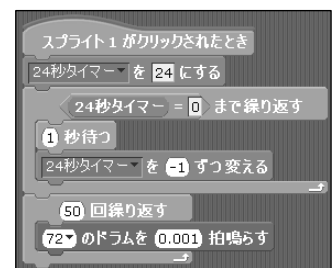 スプライト1がクリックされたとき
24秒タイマー を 24 にする
24秒タイマー = 0 まで繰り返す
1 秒待つ
24秒タイマー を -1 ずつ変える
50 回繰り返す
72 のドラムを 0.001 拍鳴らす